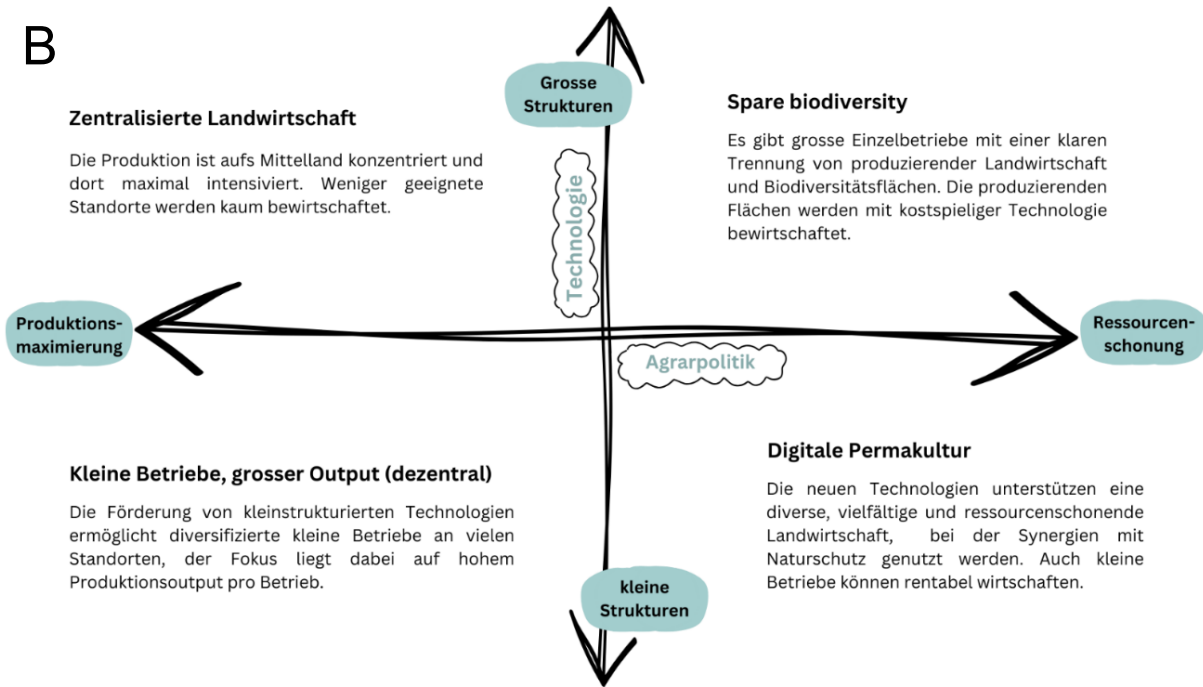 B
Grosse
Strukturen
Zentralisierte Landwirtschaft
Die Produktion ist aufs Mittelland konzentriert und
dort maximal intensiviert. Weniger geeignete
Standorte werden kaum bewirtschaftet.
Technologie
Spare biodiversity
Es gibt grosse Einzelbetriebe mit einer klaren
Trennung von produzierender Landwirtschaft
und Biodiversitätsflächen. Die produzierenden
Flächen werden mit kostspieliger Technologie
bewirtschaftet.
Produktions-
maximierung
Agrarpolitik
Ressourcen-
schonung
Kleine Betriebe, grosser Output (dezentral)
Die Förderung von kleinstrukturierten Technologien
ermöglicht diversifizierte kleine Betriebe an vielen
Standorten, der Fokus liegt dabei auf hohem
Produktionsoutput pro Betrieb.
Digitale Permakultur
Die neuen Technologien unterstützen eine
diverse, vielfältige und ressourcenschonende
Landwirtschaft, bei der Synergien mit
Naturschutz genutzt werden. Auch kleine
Betriebe können rentabel wirtschaften.
kleine
Strukturen